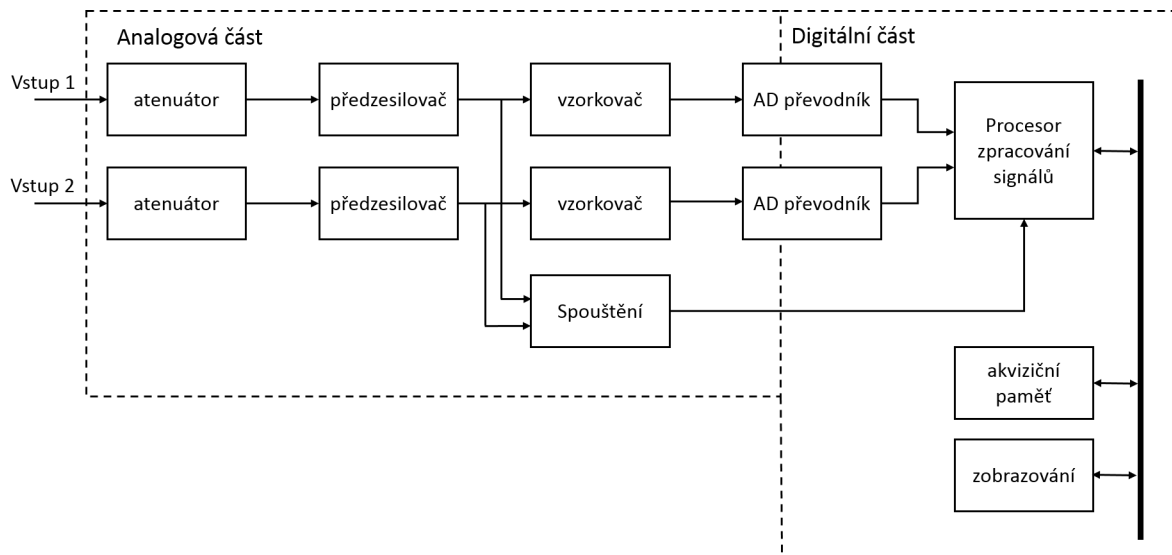 Analogová část
Digitální část
Vstup 1
atenuátor
předzesilovač
vzorkovač
AD převodník
Procesor
zpracování
signálů
Vstup 2
atenuátor
předzesilovač
vzorkovač
AD převodník
Spouštění
akviziční
paměť
zobrazování